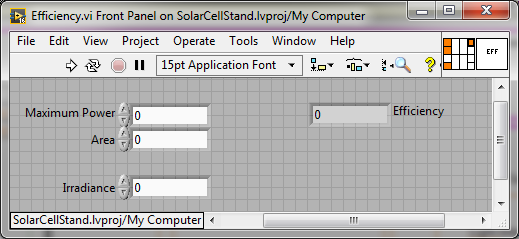 Efficiency.vi Front Panel on SolarCellStand.lvproj/My Computer
File Edit View Project Operate Tools Window Help
15pt Application Font
EFF
Maximum Power 0
0 Efficiency
Area 0
Irradiance 0
SolarCellStand.lvproj/My Computer